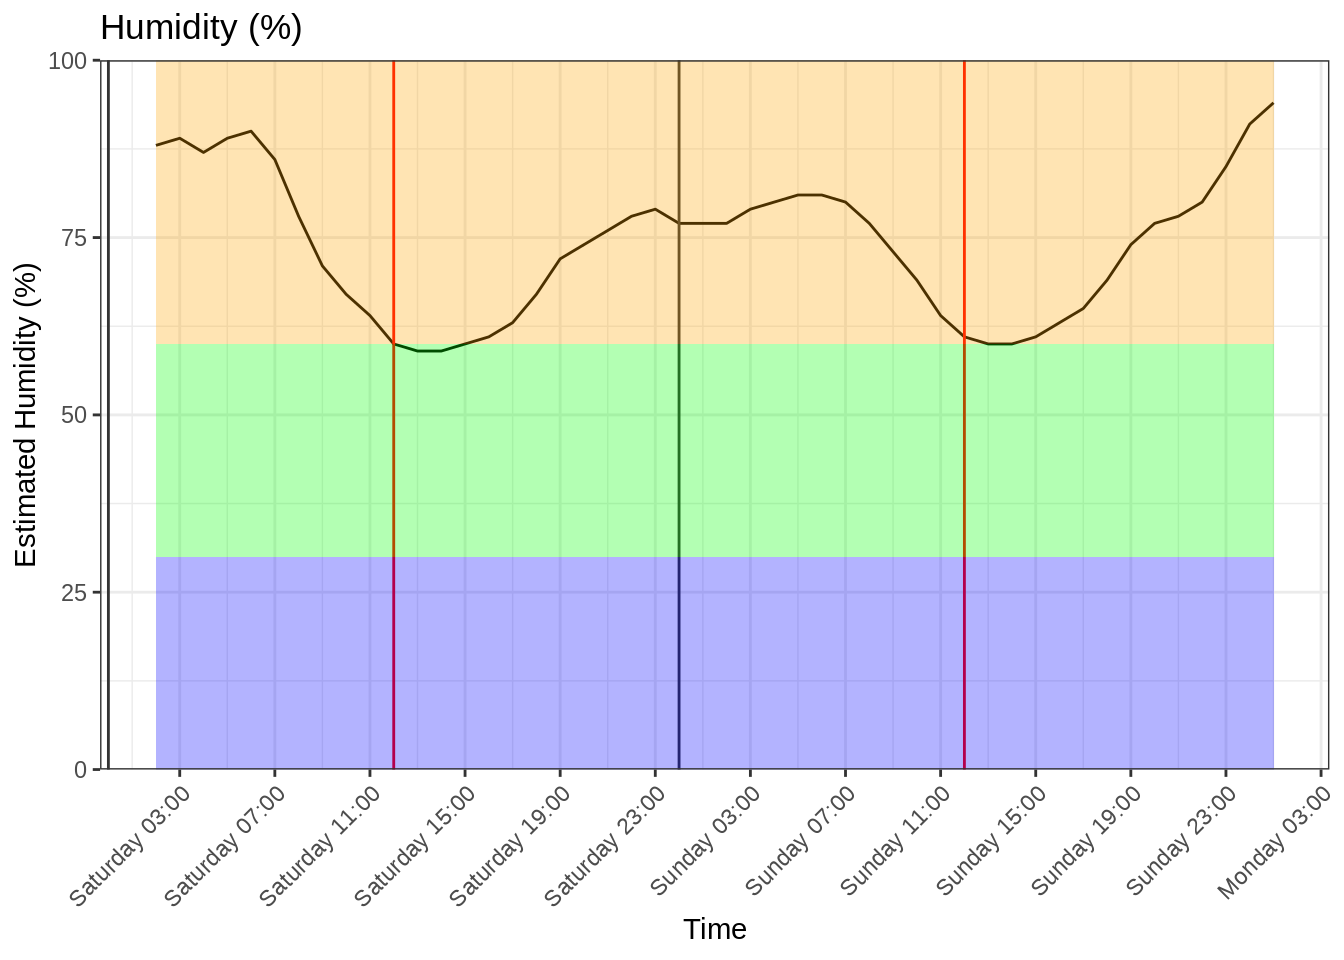 Humidity (%)
Estimated Humidity (%)
100
75
50
25
0
Saturday 03:00
Saturday 07:00
Saturday 11:00
Saturday 15:00
Saturday 19:00
Saturday 23:00
Sunday 03:00
Sunday 07:00
Sunday 11:00
Sunday 15:00
Sunday 19:00
Sunday 23:00
Monday 03:00
Time